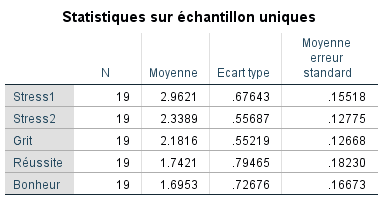 Statistiques sur échantillon uniques
N Moyenne Ecart type Moyenne erreur standard
Stress1 19 2.9621 .67643 .15518
Stress2 19 2.3389 .55687 .12775
Grit 19 2.1816 .55219 .12668
Réussite 19 1.7421 .79465 .18230
Bonheur 19 1.6953 .72676 .16673